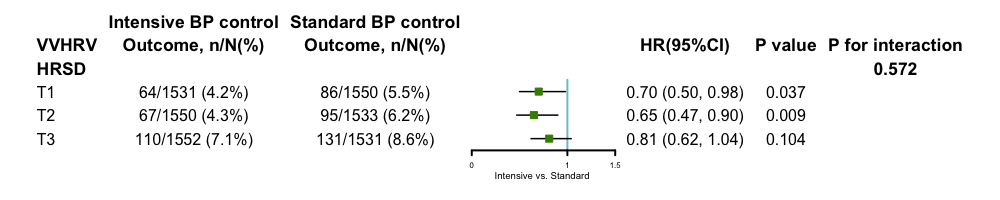 Intensive BP control Standard BP control
VVHRV Outcome, n/N(%) Outcome, n/N(%) HR(95%CI) P value P for interaction
HRSD 0.572
T1 64/1531 (4.2%) 86/1550 (5.5%) 0.70 (0.50, 0.98) 0.037
T2 67/1550 (4.3%) 95/1533 (6.2%) 0.65 (0.47, 0.90) 0.009
T3 110/1552 (7.1%) 131/1531 (8.6%) 0.81 (0.62, 1.04) 0.104
0 1 1.5
Intensive vs. Standard